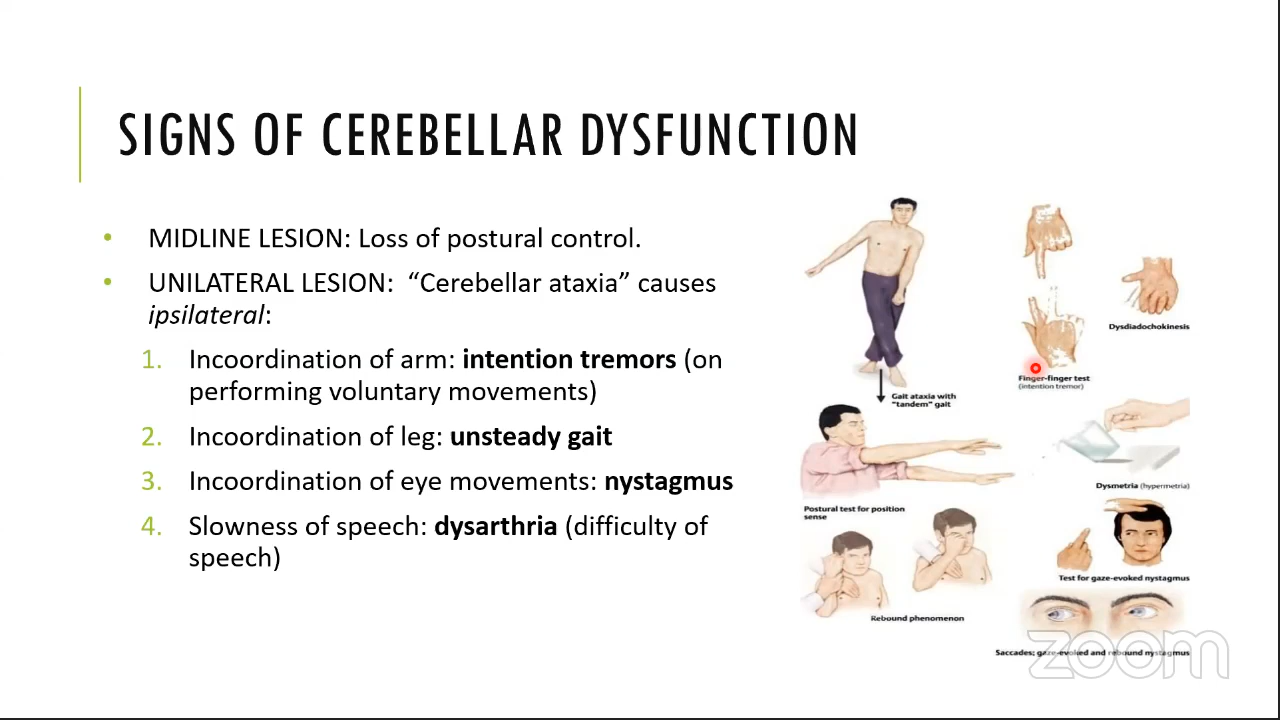 SIGNS OF CEREBELLAR DYSFUNCTION
• MIDLINE LESION: Loss of postural control.
• UNILATERAL LESION: “Cerebellar ataxia” causes
ipsilateral:
1. Incoordination of arm: intention tremors (on
performing voluntary movements)
2. Incoordination of leg: unsteady gait
3. Incoordination of eye movements: nystagmus
4. Slowness of speech: dysarthria (difficulty of
speech)
Dysdiadochokinesis
Finger-finger test
(intention tremor)
Gait ataxia with
"tandem" gait
Dysmetria (hypermetria)
Postural test for position
sense
Test for gaze-evoked nystagmus
Rebound phenomenon
Saccades; gaze-evoked and rebound nystagmus
zoom